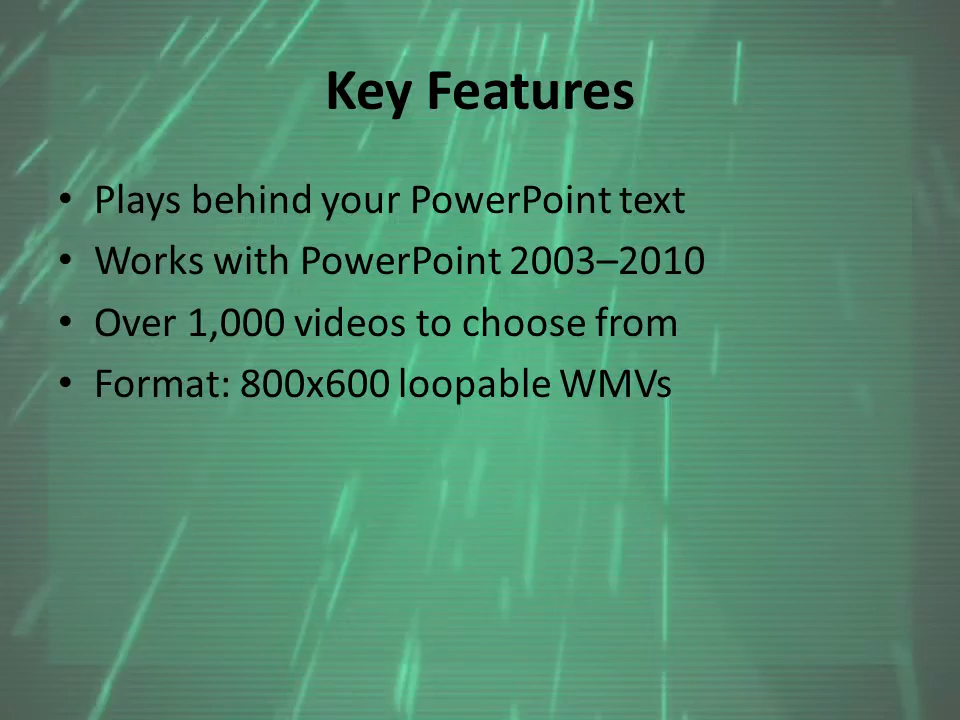 Key Features
• Plays behind your PowerPoint text
• Works with PowerPoint 2003–2010
• Over 1,000 videos to choose from
• Format: 800x600 loopable WMVs